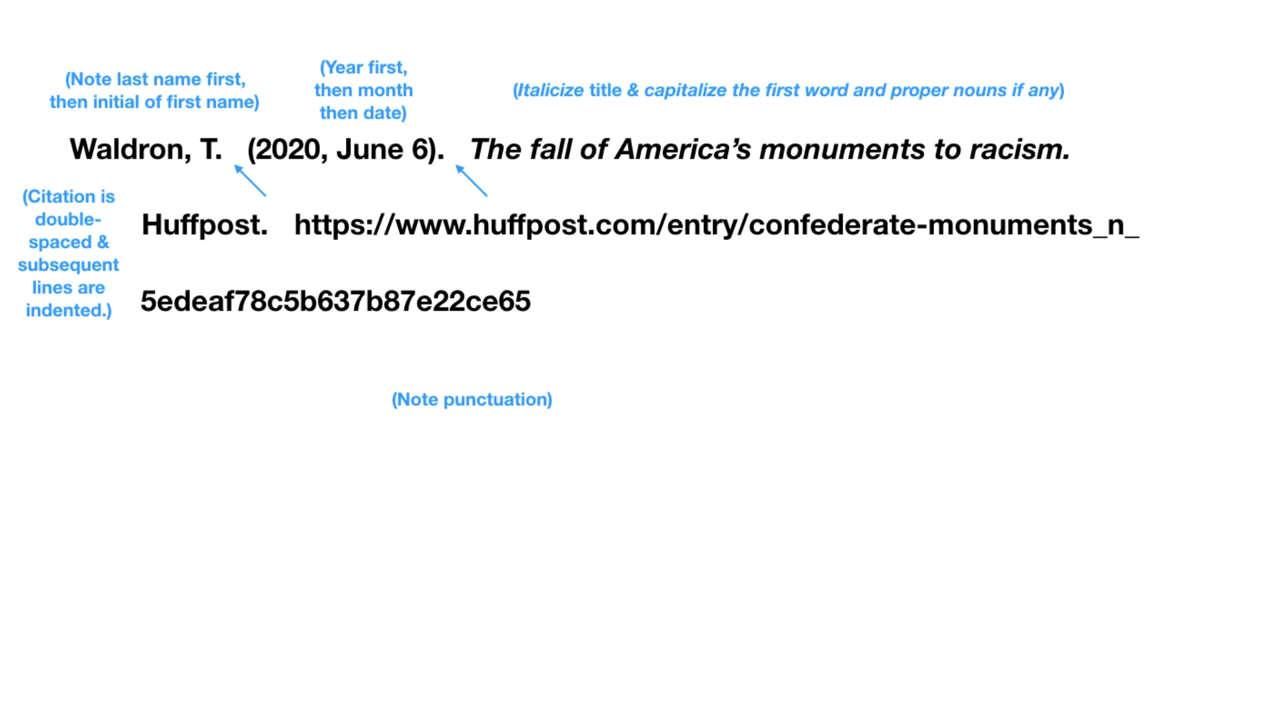 (Note last name first,
then initial of first name)
(Year first,
then month
then date)
(Italicize title & capitalize the first word and proper nouns if any)
Waldron, T. (2020, June 6). The fall of America’s monuments to racism.
(Citation is
double-
spaced &
subsequent
lines are
indented.)
Huffpost. https://www.huffpost.com/entry/confederate-monuments_n_
5edeaf78c5b637b87e22ce65
(Note punctuation)